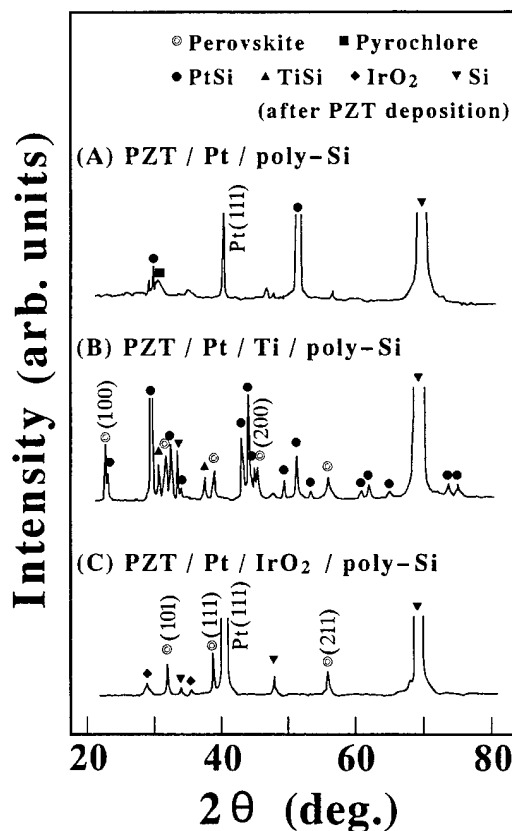 ◎ Perovskite ■ Pyrochlore
● PtSi ▲ TiSi ◆ IrO₂ ▼ Si
(after PZT deposition)
(A) PZT / Pt / poly-Si
Pt(111)
(B) PZT / Pt / Ti / poly-Si
(100)
(200)
(C) PZT / Pt / IrO₂ / poly-Si
(101)
(111)
Pt(111)
(211)
Intensity (arb. units)
20 40 60 80
2θ (deg.)